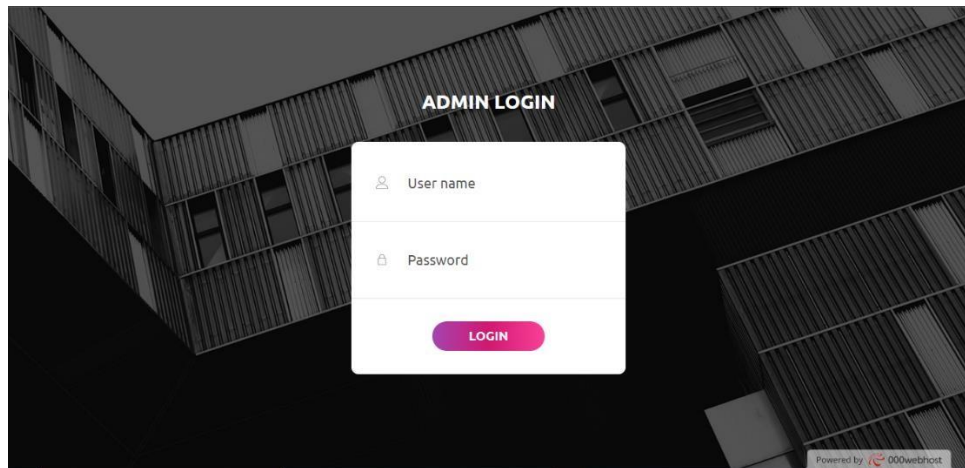 ADMIN LOGIN
User name
Password
LOGIN
Powered by 000webhost